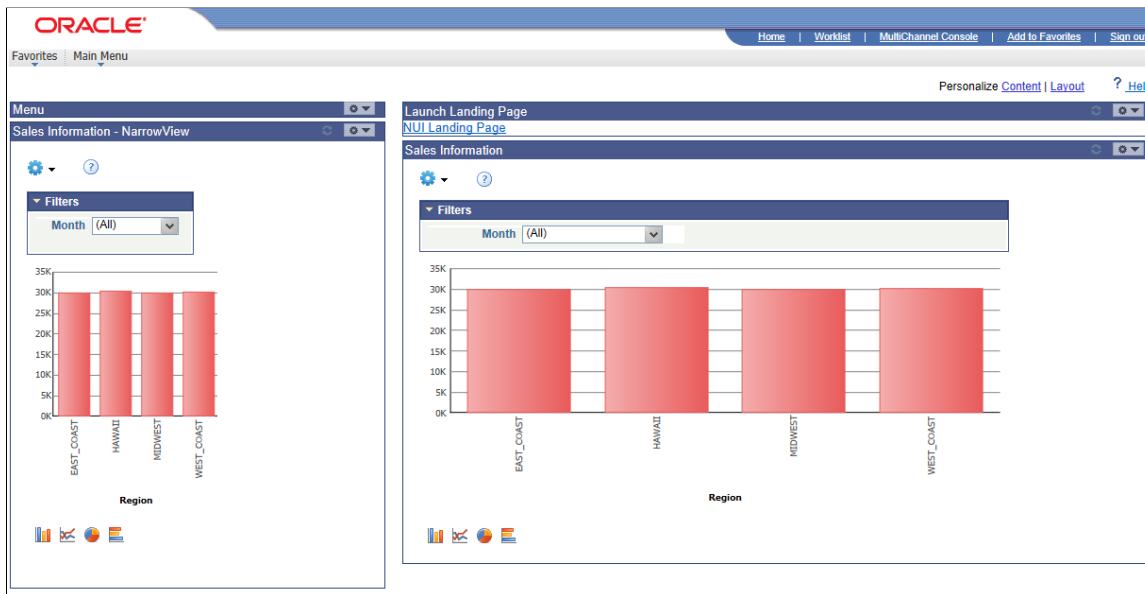 ORACLE®
Home | Worklist | MultiChannel Console | Add to Favorites | Sign out
Favorites Main Menu
Personalize Content | Layout ? Hel
Menu
Sales Information - NarrowView
Filters
Month (All)
35K
30K
25K
20K
15K
10K
5K
0K
EAST_COAST
HAWAII
MIDWEST
WEST_COAST
Region
Launch Landing Page
NUI Landing Page
Sales Information
Filters
Month (All)
35K
30K
25K
20K
15K
10K
5K
0K
EAST_COAST
HAWAII
MIDWEST
WEST_COAST
Region